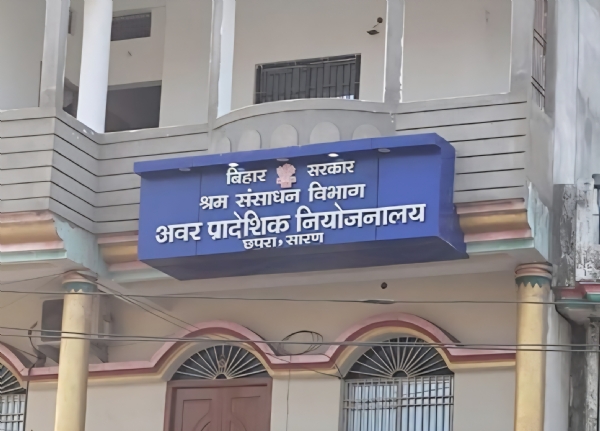 बिहार सरकार
श्रम संसाधन विभाग
अवर प्रादेशिक नियोजनालय
छपरा, सारण